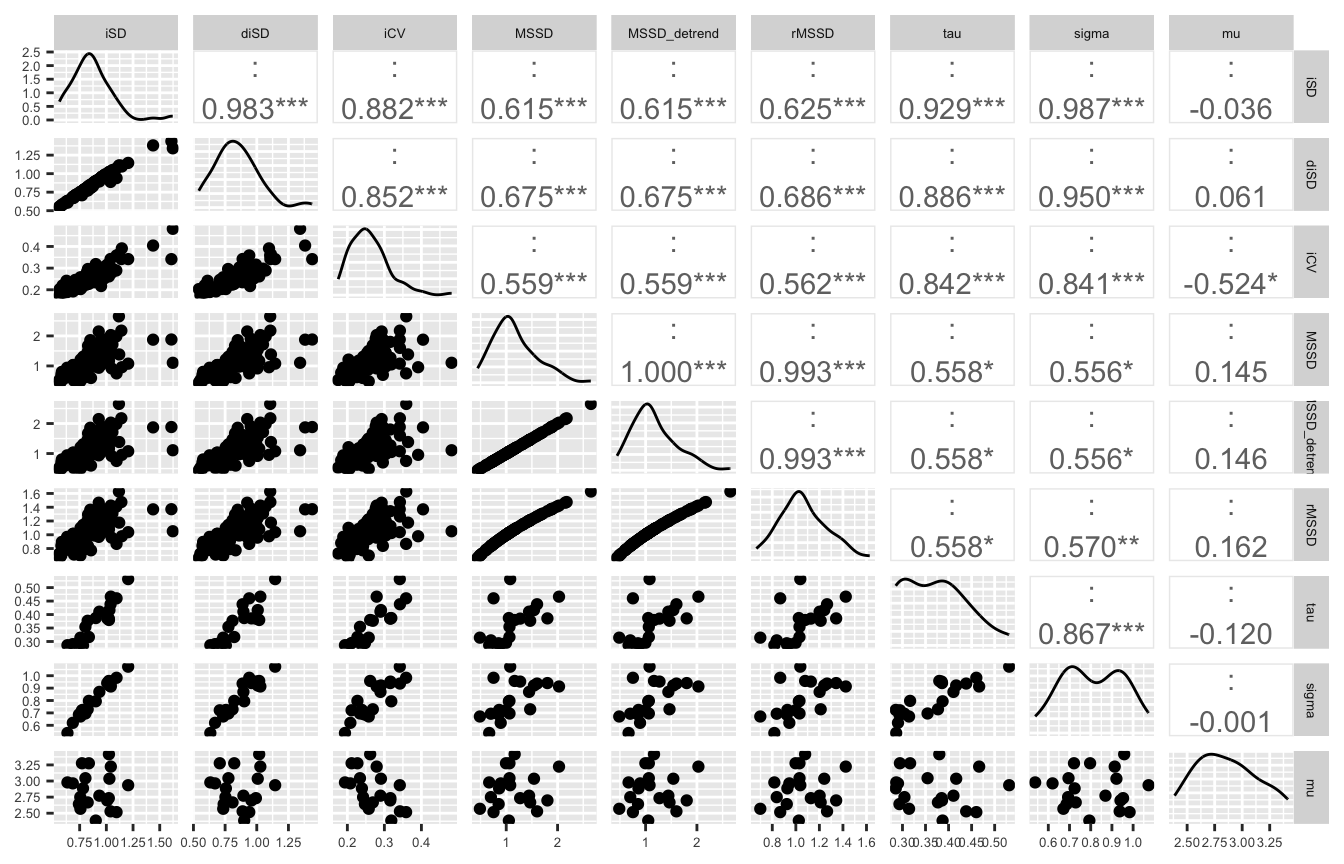 iSD diSD iCV MSSD MSSD_detrend rMSSD tau sigma mu
2.5
2.0
1.5
1.0
0.5
0.0
: : : : : : : :
0.983*** 0.882*** 0.615*** 0.615*** 0.625*** 0.929*** 0.987*** -0.036
iSD
1.25
1.00
0.75
0.50
: : : : : : :
0.852*** 0.675*** 0.675*** 0.686*** 0.886*** 0.950*** 0.061
diSD
0.4
0.3
0.2
: : : : : :
0.559*** 0.559*** 0.562*** 0.842*** 0.841*** -0.524*
iCV
2
1
: : : : :
1.000*** 0.993*** 0.558* 0.556* 0.145
MSSD
2
1
: : : :
0.993*** 0.558* 0.556* 0.146
SSD_detren
1.6
1.4
1.2
1.0
0.8
: : :
0.558* 0.570** 0.162
rMSSD
0.50
0.45
0.40
0.35
0.30
: :
0.867*** -0.120
tau
1.0
0.9
0.8
0.7
0.6
:
-0.001
sigma
3.25
3.00
2.75
2.50
mu
0.75 1.00 1.25 1.50 0.50 0.75 1.00 1.25 0.2 0.3 0.4 1 2 1 2 0.8 1.0 1.2 1.4 1.6 0.30 0.35 0.40 0.45 0.50 0.6 0.7 0.8 0.9 1.0 2.50 2.75 3.00 3.25